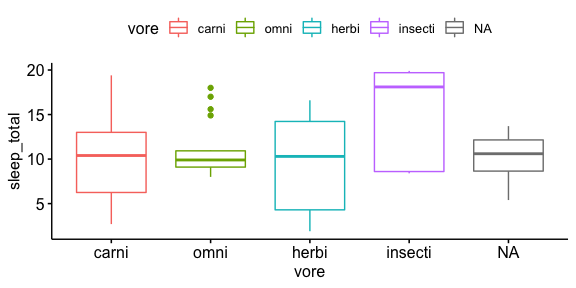 vore carni omni herbi insecti NA
20
15
10
5
sleep_total
carni omni herbi insecti NA
vore